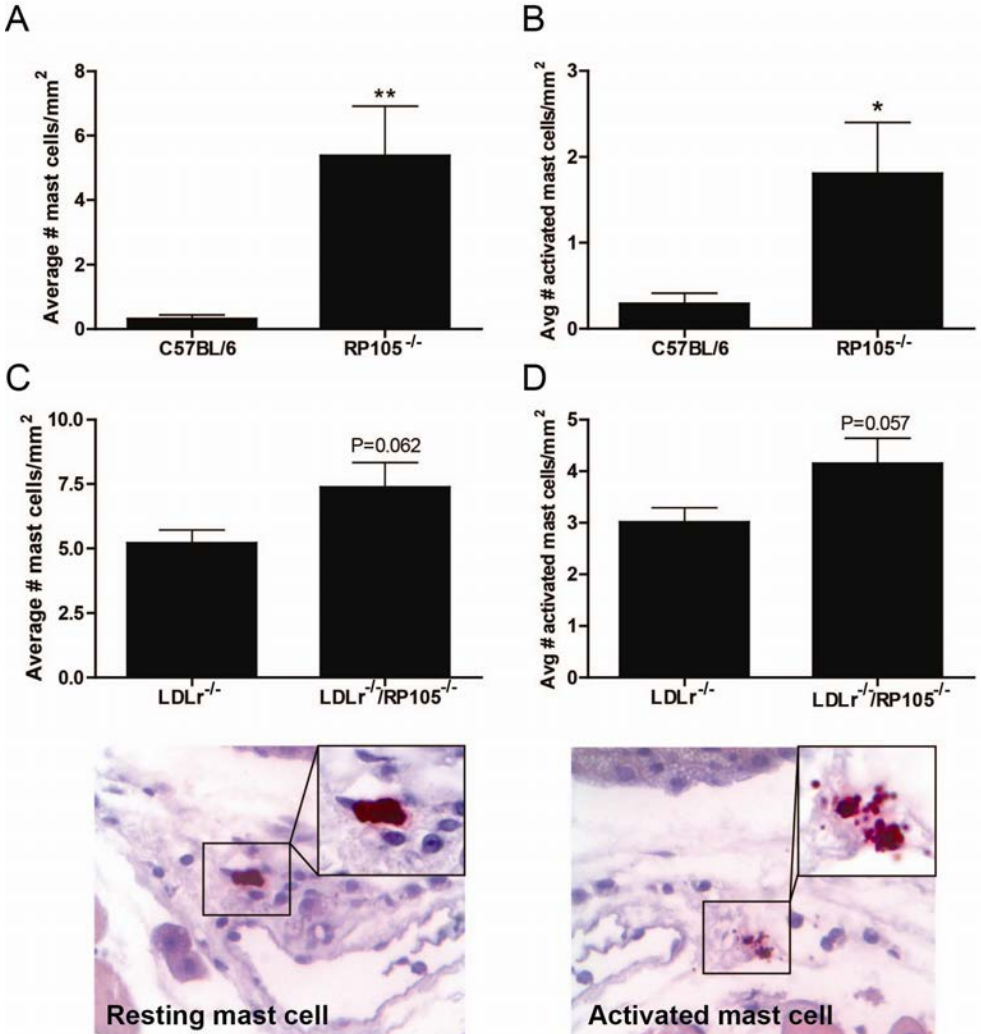 A
Average # mast cells/mm²
8
6
4
2
0
**
C57BL/6 RP105⁻/⁻
B
Avg # activated mast cells/mm²
3
2
1
0
*
C57BL/6 RP105⁻/⁻
C
Average # mast cells/mm²
10.0
7.5
5.0
2.5
0.0
P=0.062
LDLr⁻/⁻ LDLr⁻/⁻/RP105⁻/⁻
D
Avg # activated mast cells/mm²
5
4
3
2
1
0
P=0.057
LDLr⁻/⁻ LDLr⁻/⁻/RP105⁻/⁻
Resting mast cell
Activated mast cell